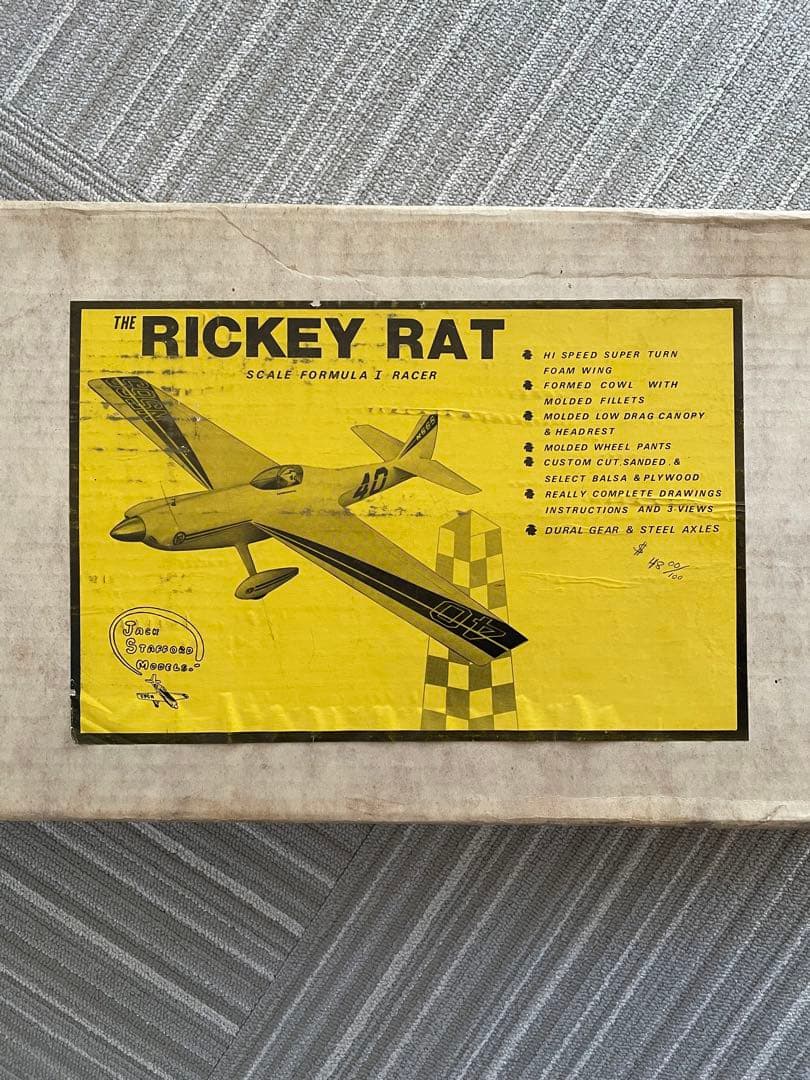 THE RICKEY RAT
SCALE FORMULA I RACER
HI SPEED SUPER TURN
FOAM WING
FORMED COWL WITH
MOLDED FILLETS
MOLDED LOW DRAG CANOPY
& HEADREST
MOLDED WHEEL PANTS
CUSTOM CUT, SANDED, &
SELECT BALSA & PLYWOOD
REALLY COMPLETE DRAWINGS
INSTRUCTIONS AND 3-VIEWS
DURAL GEAR & STEEL AXLES
$ 48 00/100
40
40
JACK
STAFFORD
MODELS.